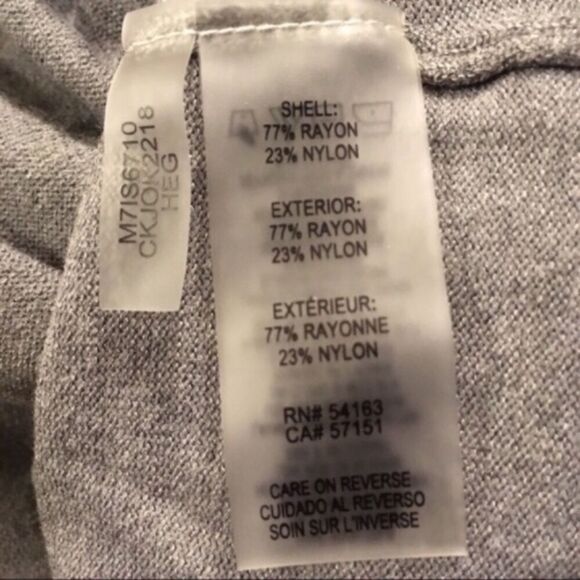 M7IS6710
CKJOK2218
HEG
SHELL:
77% RAYON
23% NYLON
EXTERIOR:
77% RAYON
23% NYLON
EXTÉRIEUR:
77% RAYONNE
23% NYLON
RN# 54163
CA# 57151
CARE ON REVERSE
CUIDADO AL REVERSO
SOIN SUR L'INVERSE